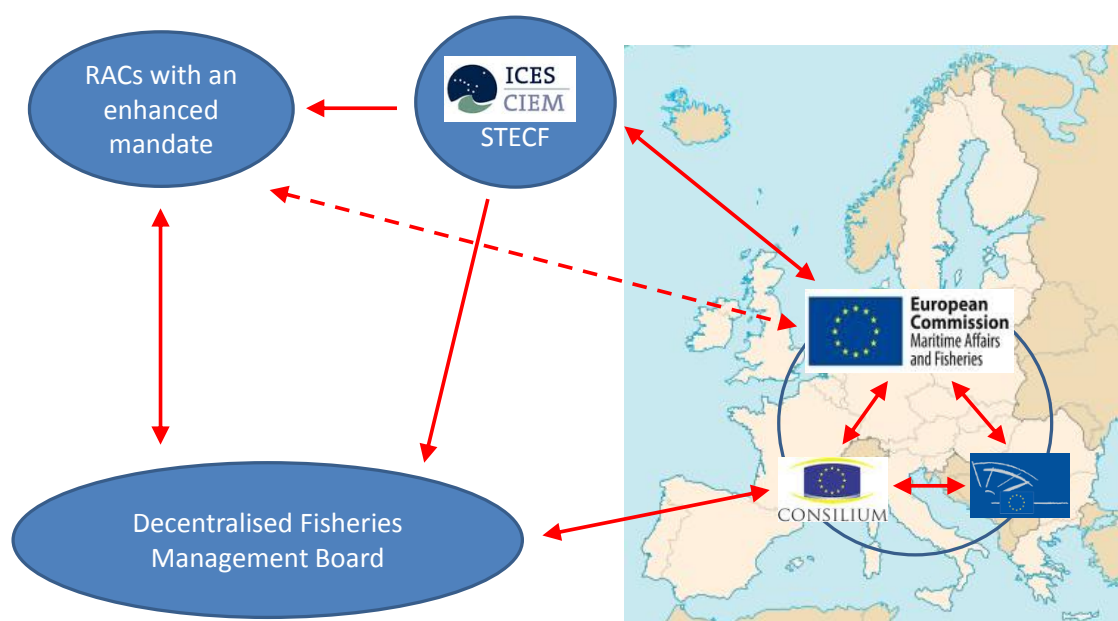 RACs with an
enhanced
mandate
ICES
CIEM
STECF
European
Commission
Maritime Affairs
and Fisheries
CONSILIUM
Decentralised Fisheries
Management Board